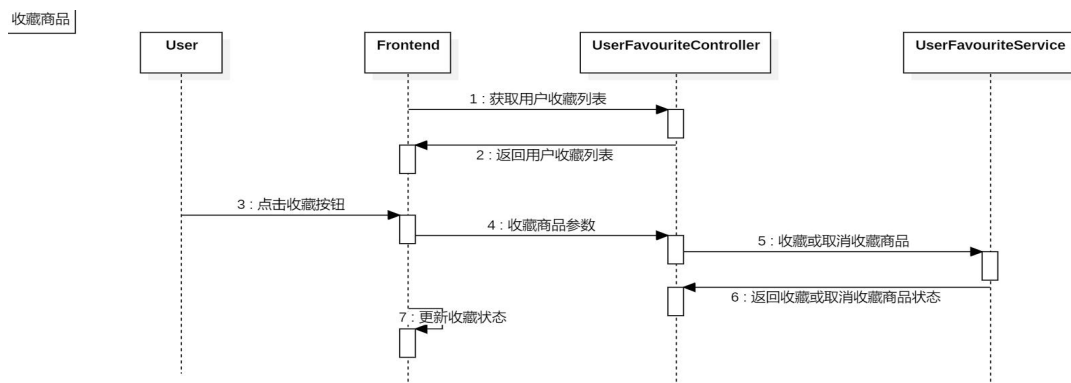 收藏商品
User
Frontend
UserFavouriteController
UserFavouriteService
1 : 获取用户收藏列表
2 : 返回用户收藏列表
3 : 点击收藏按钮
4 : 收藏商品参数
5 : 收藏或取消收藏商品
6 : 返回收藏或取消收藏商品状态
7 : 更新收藏状态